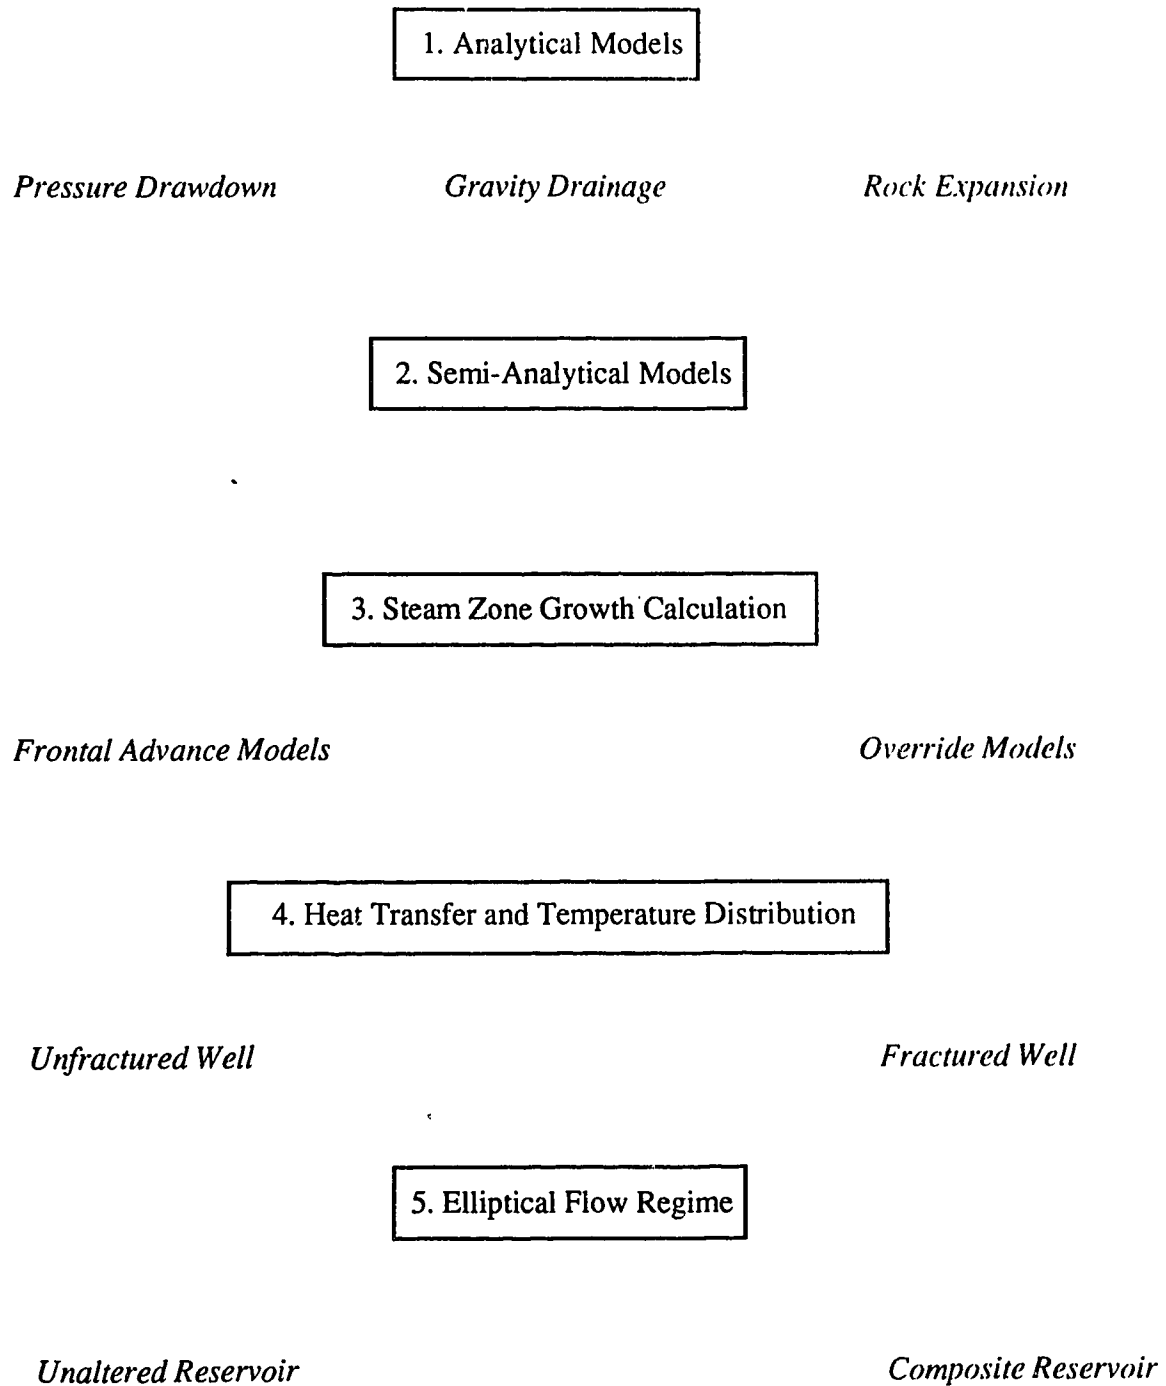 1. Analytical Models
Pressure Drawdown
Gravity Drainage
Rock Expansion
2. Semi-Analytical Models
3. Steam Zone Growth Calculation
Frontal Advance Models
Override Models
4. Heat Transfer and Temperature Distribution
Unfractured Well
Fractured Well
5. Elliptical Flow Regime
Unaltered Reservoir
Composite Reservoir